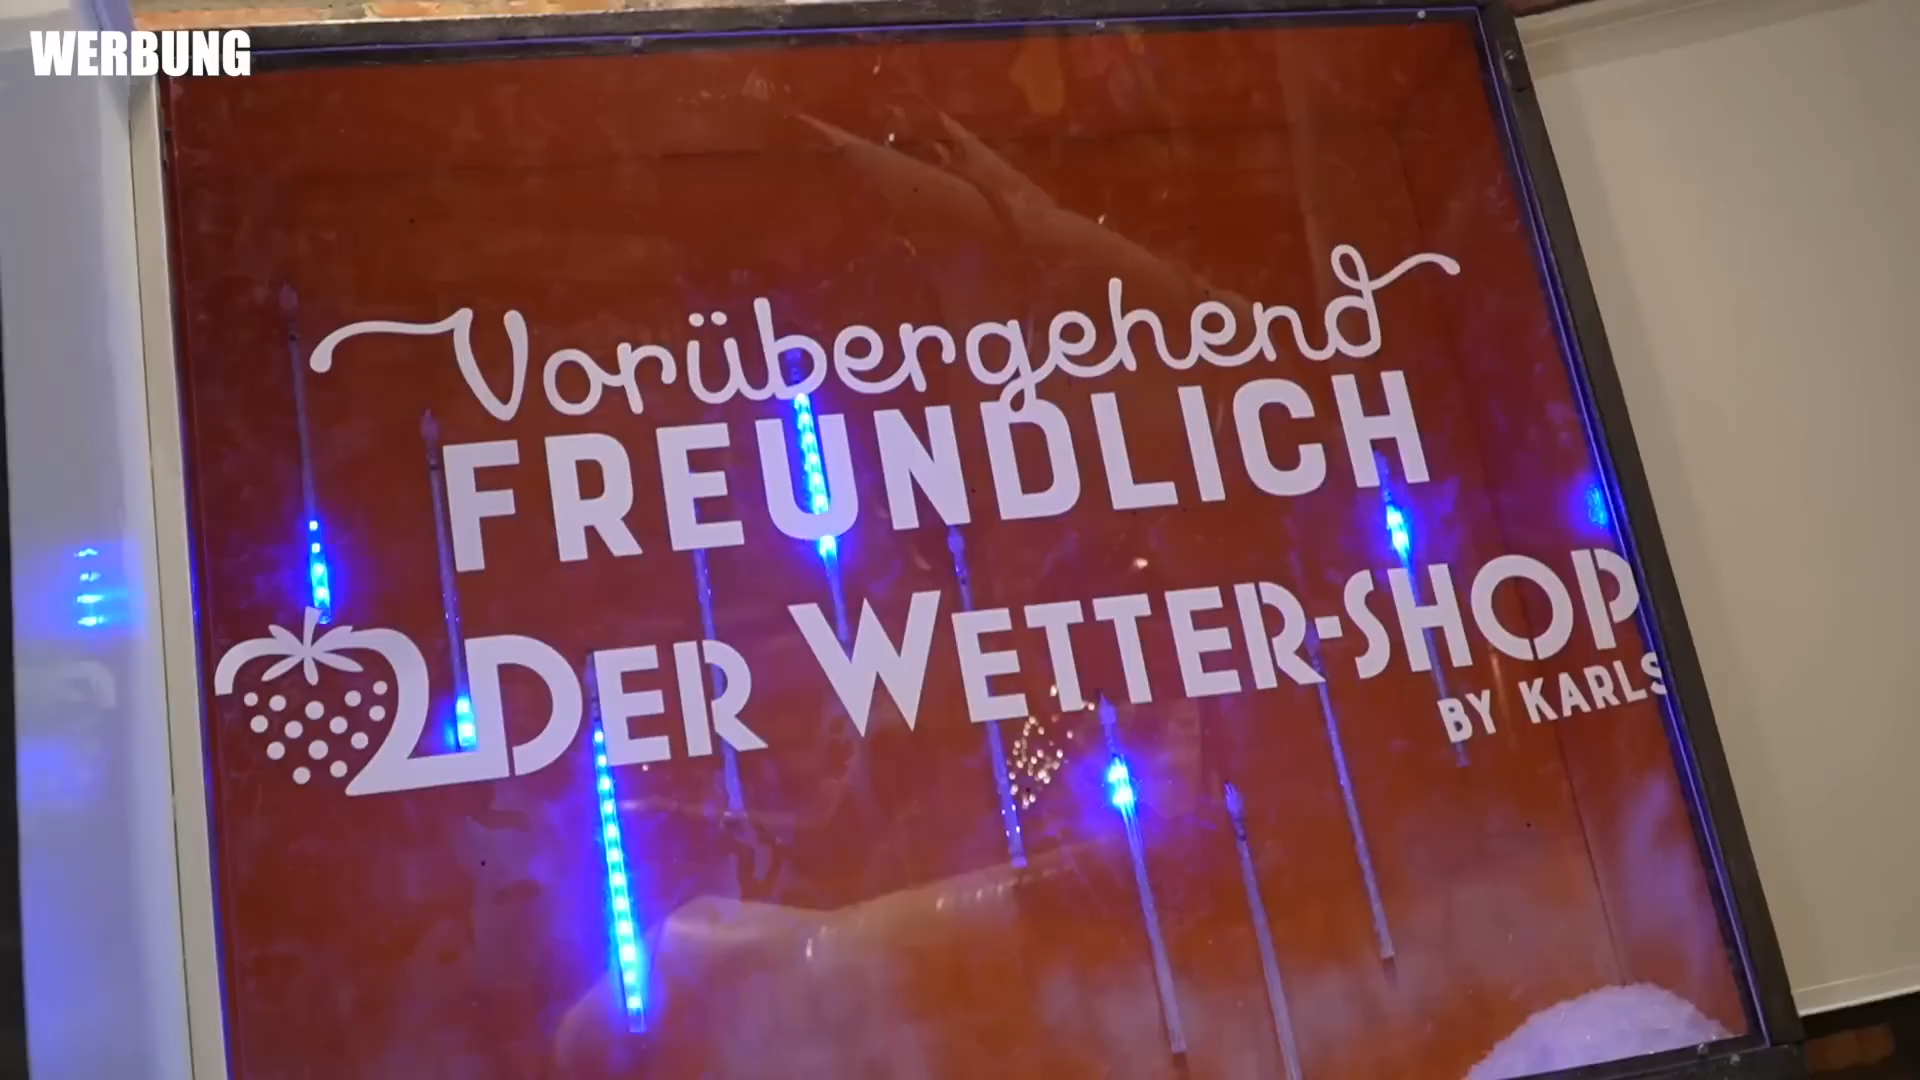 WERBUNG
Vorübergehend
FREUNDLICH
DER WETTER-SHOP
BY KARLS